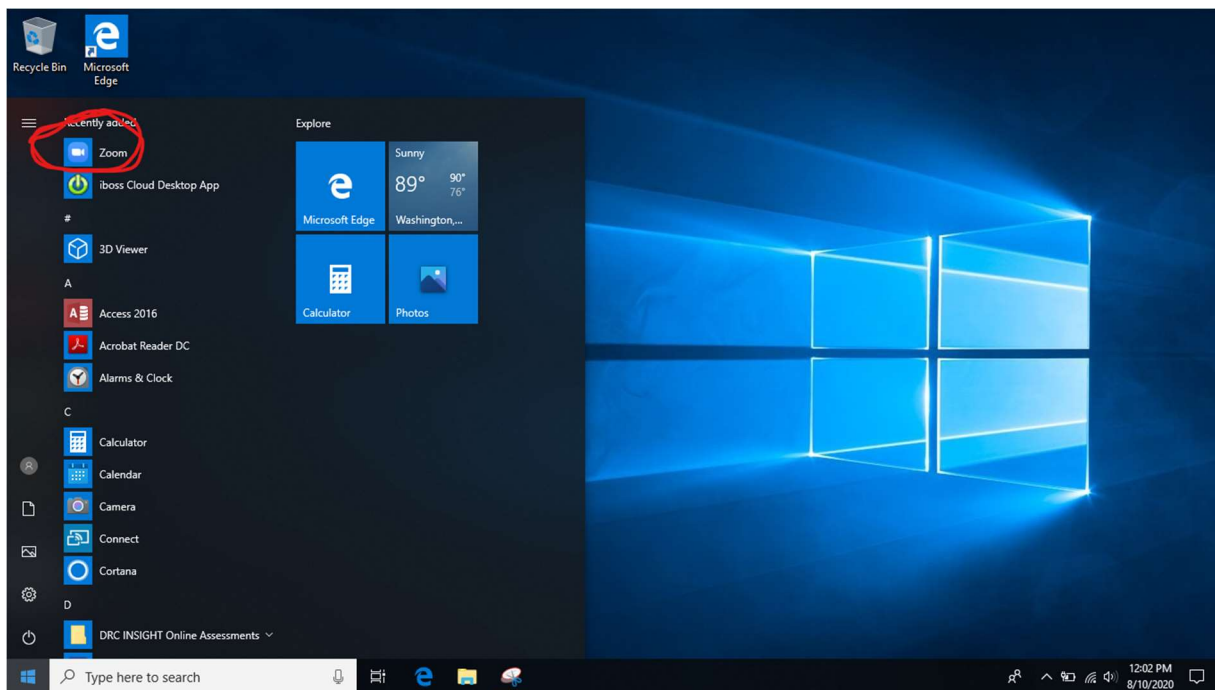 Recycle Bin
Microsoft
Edge
Recently added
Zoom
iboss Cloud Desktop App
#
3D Viewer
A
Access 2016
Acrobat Reader DC
Alarms & Clock
C
Calculator
Calendar
Camera
Connect
Cortana
D
DRC INSIGHT Online Assessments
Explore
Microsoft Edge
Sunny
89° 90°
76°
Washington,...
Calculator
Photos
Type here to search
12:02 PM
8/10/2020